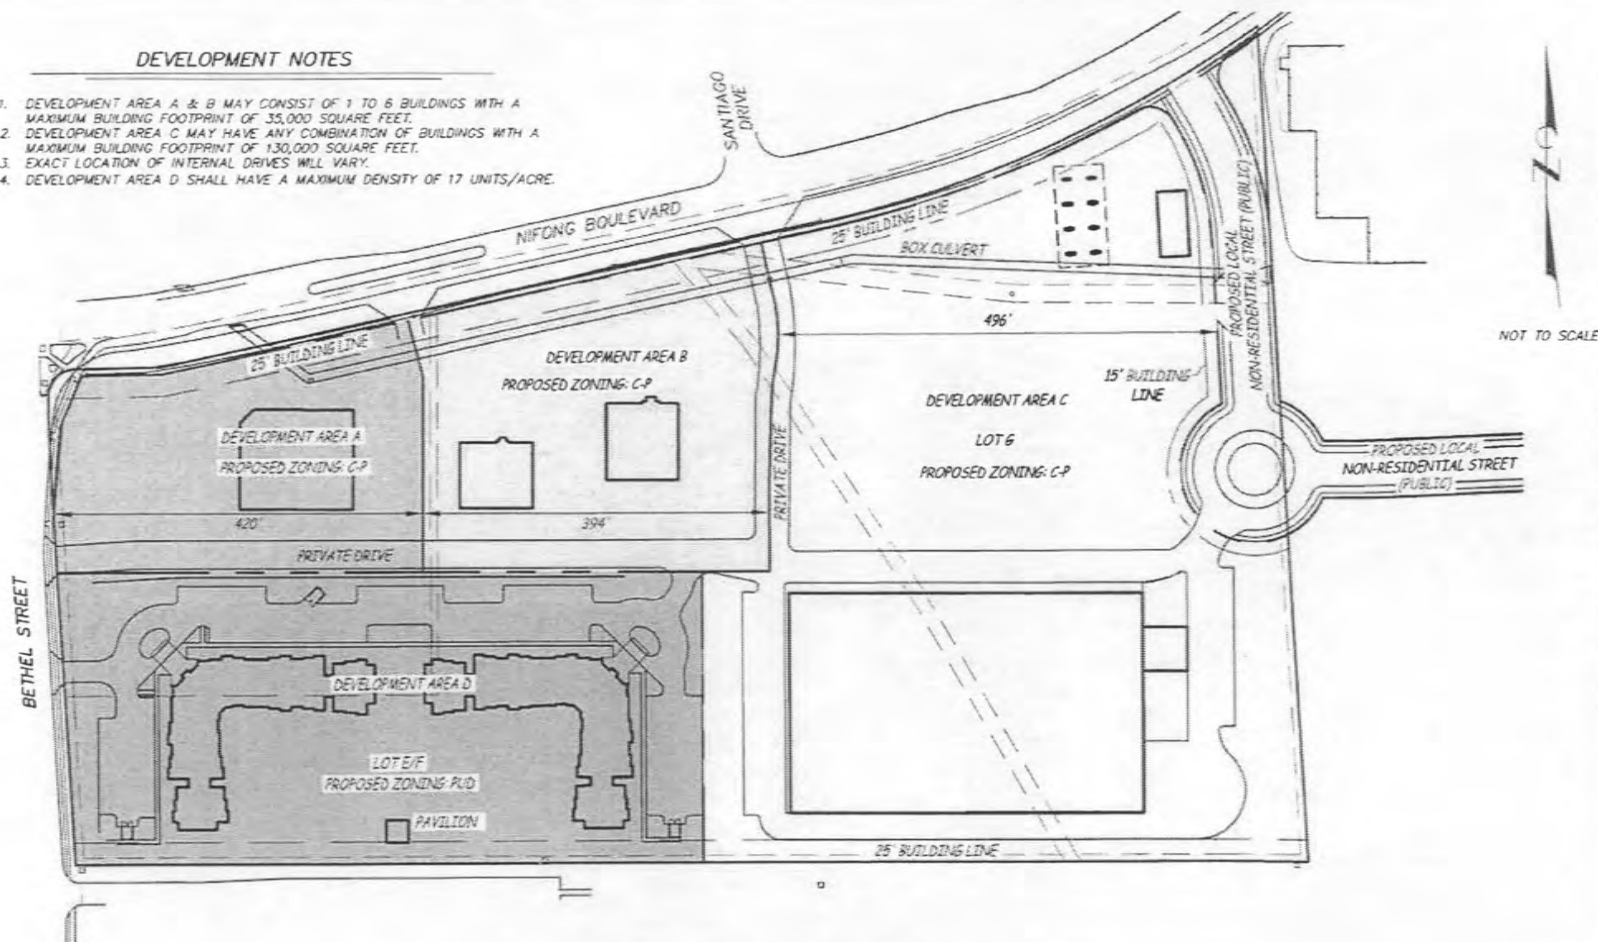 DEVELOPMENT NOTES
1. DEVELOPMENT AREA A & B MAY CONSIST OF 1 TO 6 BUILDINGS WITH A
MAXIMUM BUILDING FOOTPRINT OF 35,000 SQUARE FEET.
2. DEVELOPMENT AREA C MAY HAVE ANY COMBINATION OF BUILDINGS WITH A
MAXIMUM BUILDING FOOTPRINT OF 130,000 SQUARE FEET.
3. EXACT LOCATION OF INTERNAL DRIVES WILL VARY.
4. DEVELOPMENT AREA D SHALL HAVE A MAXIMUM DENSITY OF 17 UNITS/ACRE.
SANTIAGO
DRIVE
NIFONG BOULEVARD
25' BUILDING LINE
BOX CULVERT
PROPOSED LOCAL
NON-RESIDENTIAL STREET (PUBLIC)
N
NOT TO SCALE
496'
25' BUILDING LINE
DEVELOPMENT AREA B
PROPOSED ZONING: C-P
15' BUILDING
LINE
DEVELOPMENT AREA C
LOT 6
PROPOSED ZONING: C-P
DEVELOPMENT AREA A
PROPOSED ZONING: C-P
PRIVATE DRIVE
PROPOSED LOCAL
NON-RESIDENTIAL STREET
(PUBLIC)
420'
394'
PRIVATE DRIVE
BETHEL STREET
DEVELOPMENT AREA D
LOT E/F
PROPOSED ZONING: PUD
PAVILION
25' BUILDING LINE